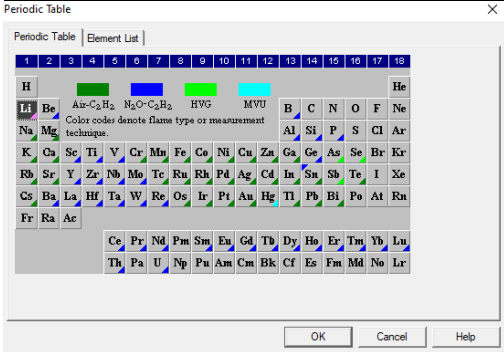 Periodic Table
Periodic Table Element List
1 2 3 4 5 6 7 8 9 10 11 12 13 14 15 16 17 18
H He
Air-C₂H₂ N₂O-C₂H₂ HVG MVU
Li Be B C N O F Ne
Color codes denote flame type or measurement
technique.
Na Mg Al Si P S Cl Ar
K Ca Sc Ti V Cr Mn Fe Co Ni Cu Zn Ga Ge As Se Br Kr
Rb Sr Y Zr Nb Mo Tc Ru Rh Pd Ag Cd In Sn Sb Te I Xe
Cs Ba La Hf Ta W Re Os Ir Pt Au Hg Tl Pb Bi Po At Rn
Fr Ra Ac
Ce Pr Nd Pm Sm Eu Gd Tb Dy Ho Er Tm Yb Lu
Th Pa U Np Pu Am Cm Bk Cf Es Fm Md No Lr
OK Cancel Help